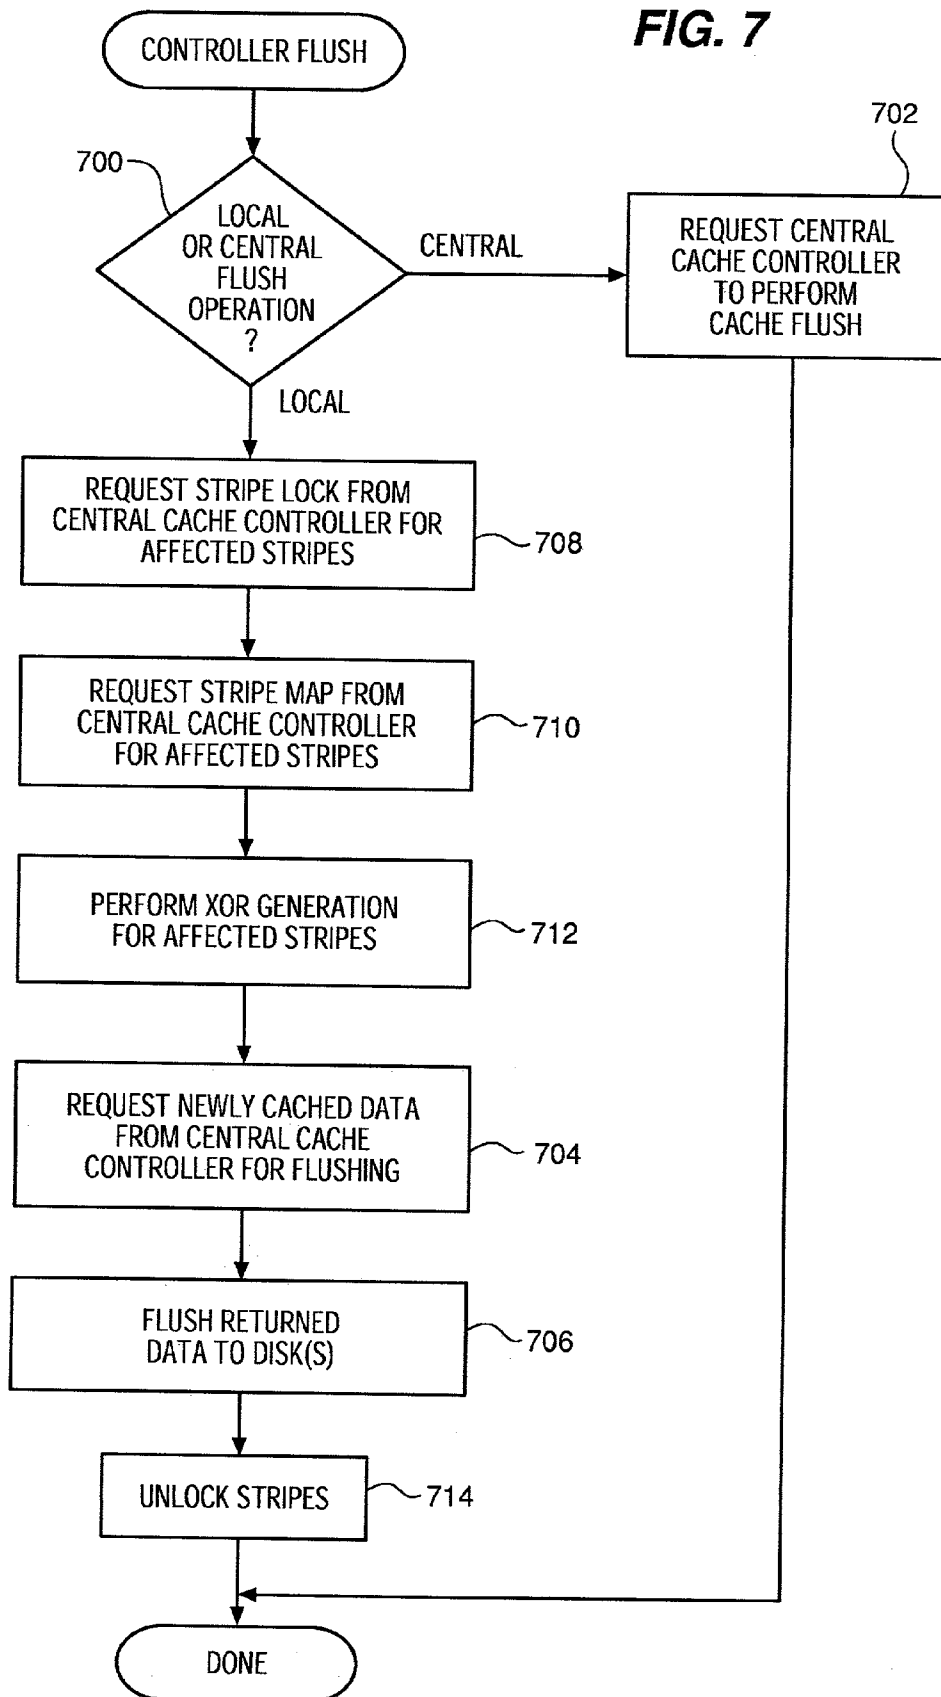 FIG. 7
CONTROLLER FLUSH
700
LOCAL
OR CENTRAL
FLUSH
OPERATION
?
CENTRAL
702
REQUEST CENTRAL
CACHE CONTROLLER
TO PERFORM
CACHE FLUSH
LOCAL
REQUEST STRIPE LOCK FROM
CENTRAL CACHE CONTROLLER FOR
AFFECTED STRIPES
708
REQUEST STRIPE MAP FROM
CENTRAL CACHE CONTROLLER
FOR AFFECTED STRIPES
710
PERFORM XOR GENERATION
FOR AFFECTED STRIPES
712
REQUEST NEWLY CACHED DATA
FROM CENTRAL CACHE
CONTROLLER FOR FLUSHING
704
FLUSH RETURNED
DATA TO DISK(S)
706
UNLOCK STRIPES
714
DONE